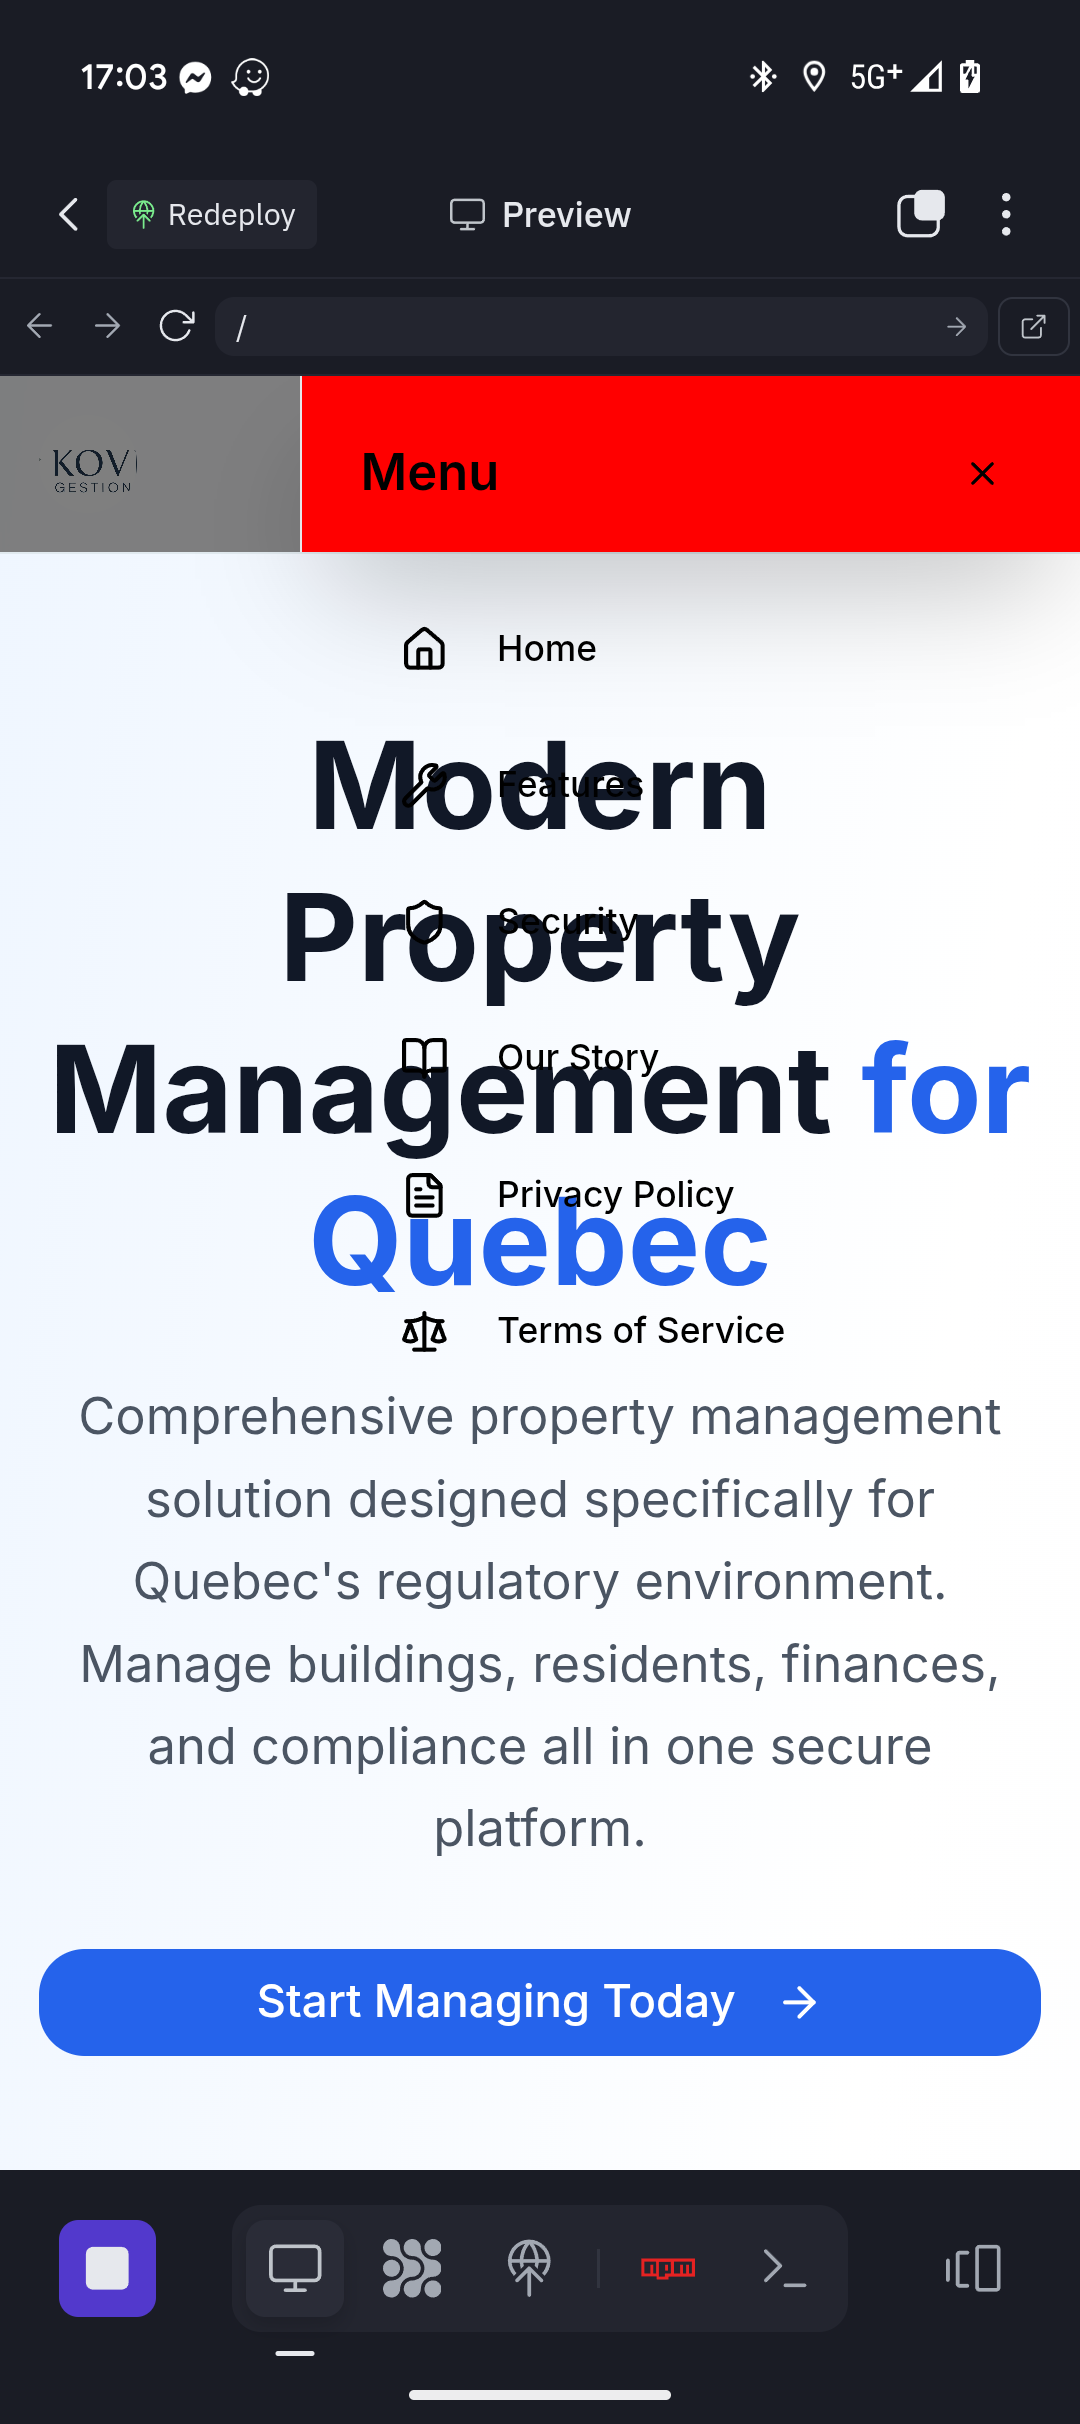 17:03
5G+
Redeploy
Preview
/
KOV
GESTION
Menu
Home
Modern
Features
Property
Security
Management for
Our Story
Quebec
Privacy Policy
Terms of Service
Comprehensive property management
solution designed specifically for
Quebec's regulatory environment.
Manage buildings, residents, finances,
and compliance all in one secure
platform.
Start Managing Today